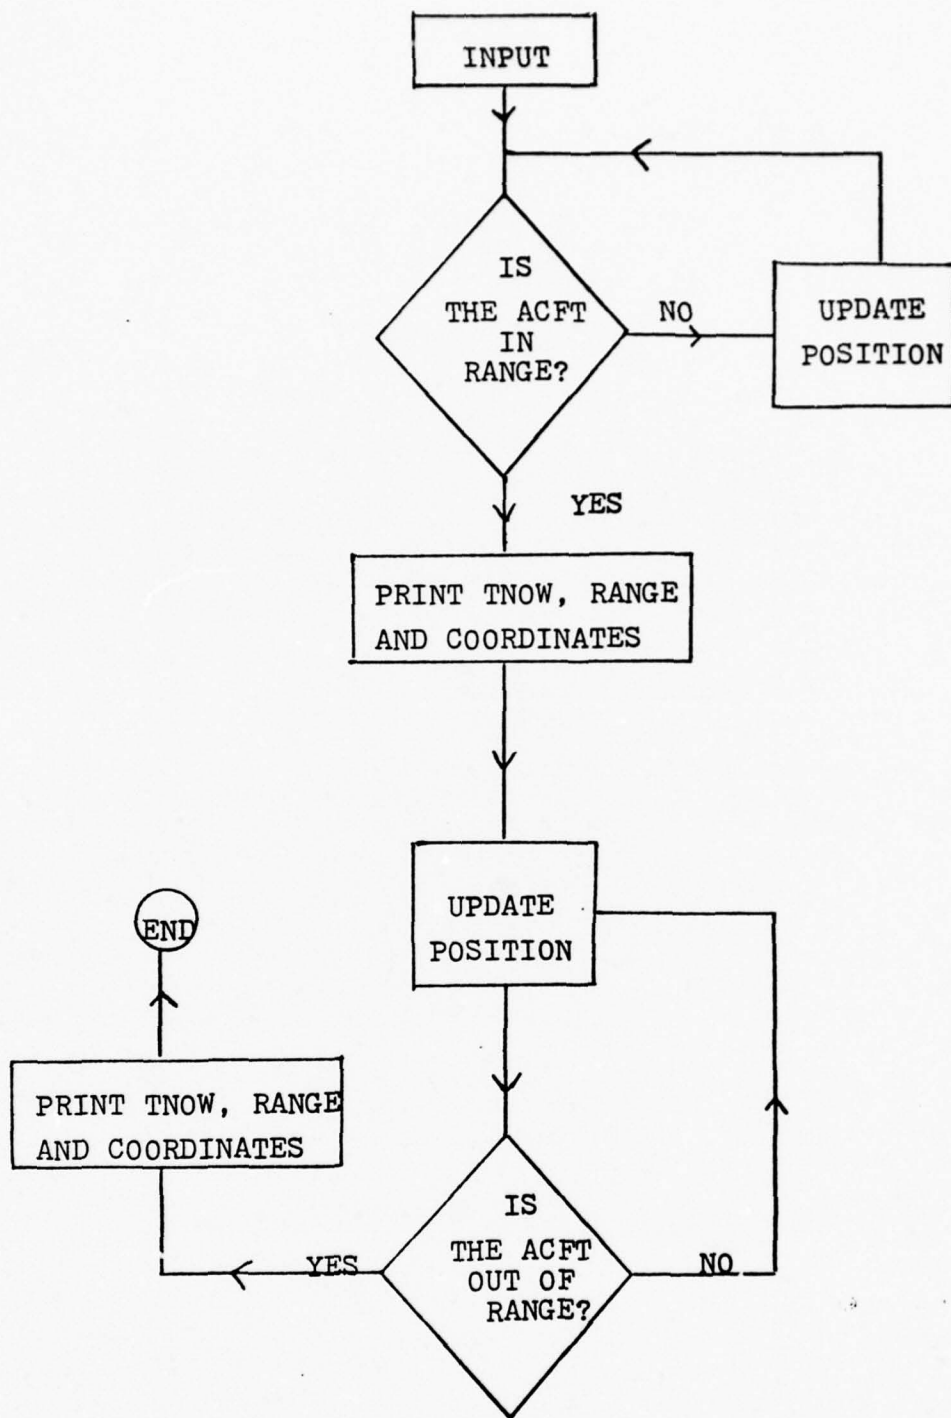 INPUT
IS
THE ACFT
IN
RANGE?
NO
UPDATE
POSITION
YES
PRINT TNOW, RANGE
AND COORDINATES
UPDATE
POSITION
END
PRINT TNOW, RANGE
AND COORDINATES
IS
THE ACFT
OUT OF
RANGE?
YES
NO